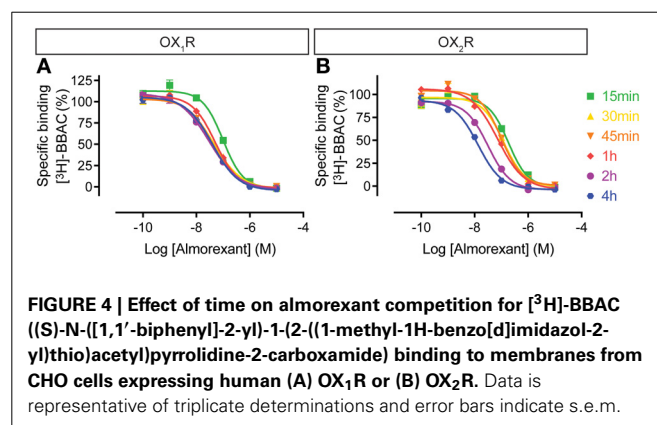 OX₁R
OX₂R
A
B
Specific binding
[³H]-BBAC (%)
125
100
75
50
25
0
-10
-8
-6
-4
Log [Almorexant] (M)
Specific binding
[³H]-BBAC (%)
125
100
75
50
25
0
-10
-8
-6
-4
Log [Almorexant] (M)
15min
30min
45min
1h
2h
4h
FIGURE 4 | Effect of time on almorexant competition for [³H]-BBAC
((S)-N-([1,1′-biphenyl]-2-yl)-1-(2-((1-methyl-1H-benzo[d]imidazol-2-
yl)thio)acetyl)pyrrolidine-2-carboxamide) binding to membranes from
CHO cells expressing human (A) OX₁R or (B) OX₂R. Data is
representative of triplicate determinations and error bars indicate s.e.m.